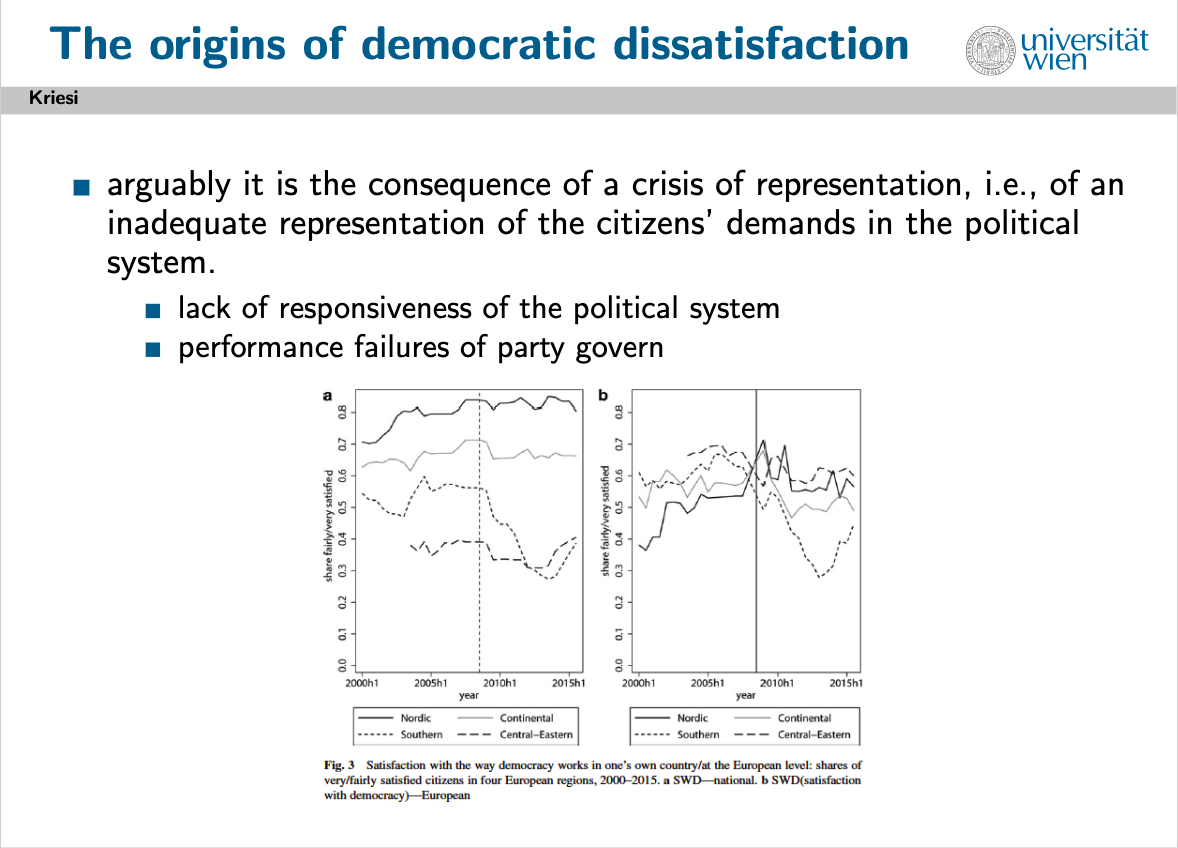 The origins of democratic dissatisfaction
universität
wien
Kriesi
arguably it is the consequence of a crisis of representation, i.e., of an
inadequate representation of the citizens' demands in the political
system.
lack of responsiveness of the political system
performance failures of party govern
a
share fairly/very satisfied
0.8
0.7
0.6
0.5
0.4
0.3
0.2
0.1
0.0
2000h1 2005h1 2010h1 2015h1
year
Nordic Continental
Southern Central–Eastern
b
share fairly/very satisfied
0.8
0.7
0.6
0.5
0.4
0.3
0.2
0.1
0.0
2000h1 2005h1 2010h1 2015h1
year
Nordic Continental
Southern Central–Eastern
Fig. 3 Satisfaction with the way democracy works in one's own country/at the European level: shares of
very/fairly satisfied citizens in four European regions, 2000–2015. a SWD—national. b SWD(satisfaction
with democracy)—European